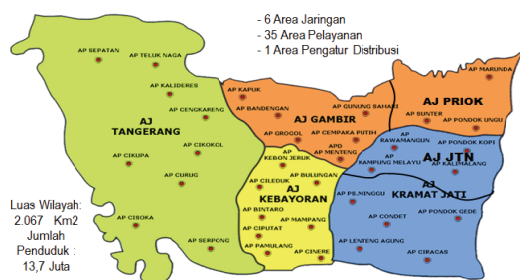 - 6 Area Jaringan
- 35 Area Pelayanan
- 1 Area Pengatur Distribusi
AP SEPATAN
AP TELUK NAGA
AP KALIDERES
AP CENGKARENG
AJ
TANGERANG
AP CIKOKOL
AP CIKUPA
AP CURUG
AP CISOKA
AP SERPONG
AP KAPUK
AP BANDENGAN
AP GUNUNG SAHARI
AJ GAMBIR
AP GROGOL
AP CEMPAKA PUTIH
APD
AP MENTENG
AP MARUNDA
AJ PRIOK
AP SUNTER
AP PONDOK UNGU
AP
RAWAMANGUN
AP PONDOK KOPI
AJ JTN
AP
KAMPUNG MELAYU
AP KALIMALANG
AP
KEBON JERUK
AP CILEDUK
AP BULUNGAN
AJ
KEBAYORAN
AP BINTARO
AP MAMPANG
AP CIPUTAT
AP PAMULANG
AP CINERE
AJ
KRAMAT JATI
AP PS.MINGGU
AP CONDET
AP PONDOK GEDE
AP LENTENG AGUNG
AP CIRACAS
Luas Wilayah:
2.067 Km2
Jumlah
Penduduk :
13,7 Juta